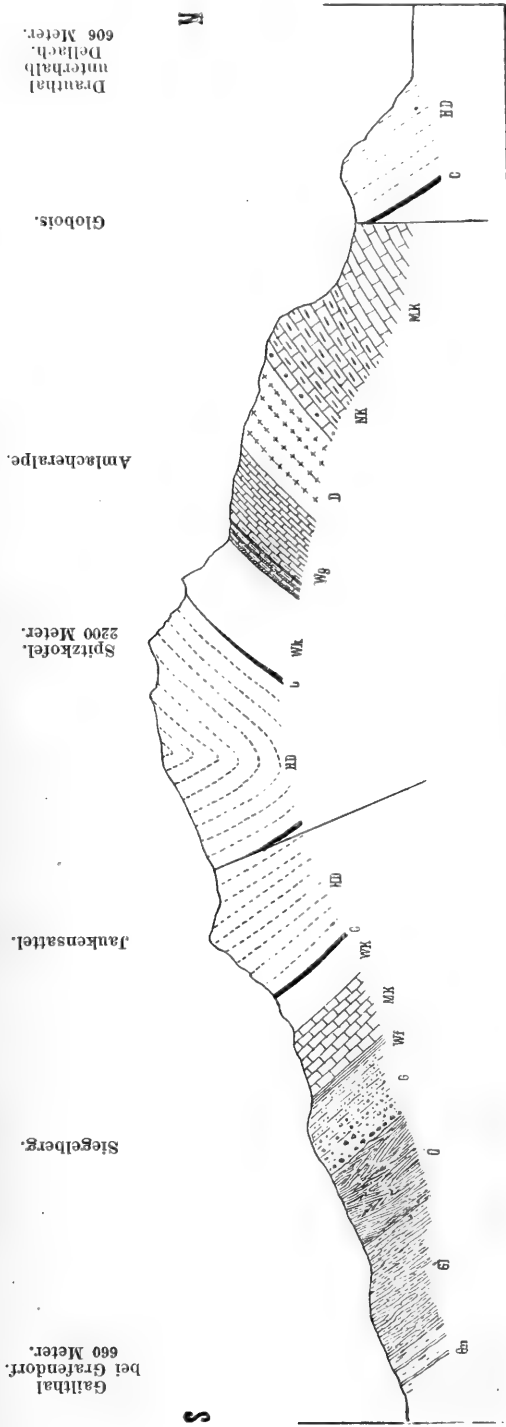 Gailthal
bei Grafendorf.
660 Meter.
Siegelberg.
Jaukensattel.
Spitzkofel.
2200 Meter.
Amlacheralpe.
Globois.
Drauthal
unterhalb
Dellach.
606 Meter.
S
N
Gn
Gl
Q
G
Wf
MK
WK
C
HD
HD
Wk
Wg
D
NK
MK
C
HD